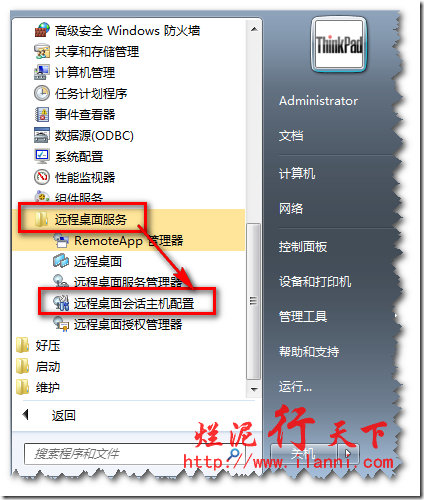 高级安全 Windows 防火墙
共享和存储管理
计算机管理
任务计划程序
事件查看器
数据源(ODBC)
系统配置
性能监视器
组件服务
远程桌面服务
RemoteApp 管理器
远程桌面
远程桌面服务管理器
远程桌面会话主机配置
远程桌面授权管理器
好压
启动
维护
返回
搜索程序和文件
ThinkPad
Administrator
文档
计算机
网络
控制面板
设备和打印机
管理工具
帮助和支持
运行...
关机
烂泥行天下
http://www.ilanni.com